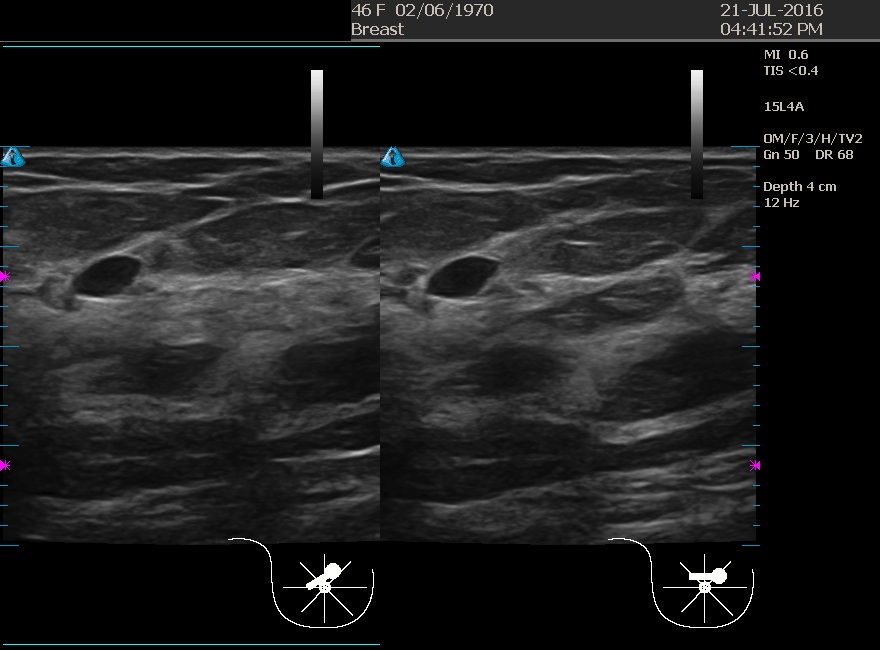 46 F 02/06/1970
21-JUL-2016
Breast
04:41:52 PM
MI 0.6
TIS <0.4
15L4A
OM/F/3/H/TV2
Gn 50 DR 68
Depth 4 cm
12 Hz